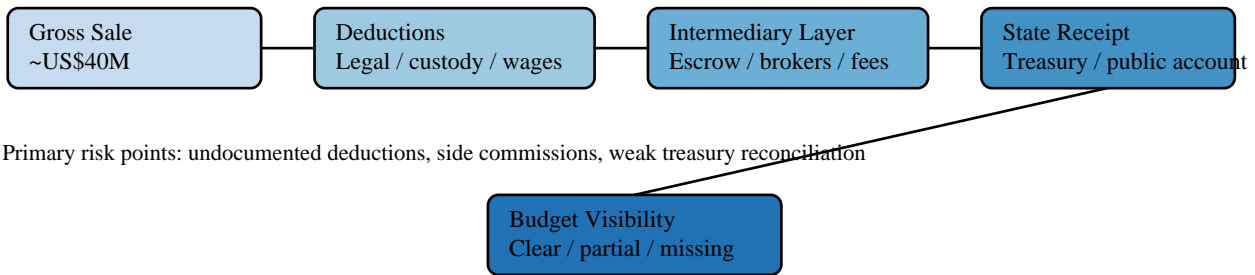 Gross Sale
~US$40M
Deductions
Legal / custody / wages
Intermediary Layer
Escrow / brokers / fees
State Receipt
Treasury / public account
Primary risk points: undocumented deductions, side commissions, weak treasury reconciliation
Budget Visibility
Clear / partial / missing